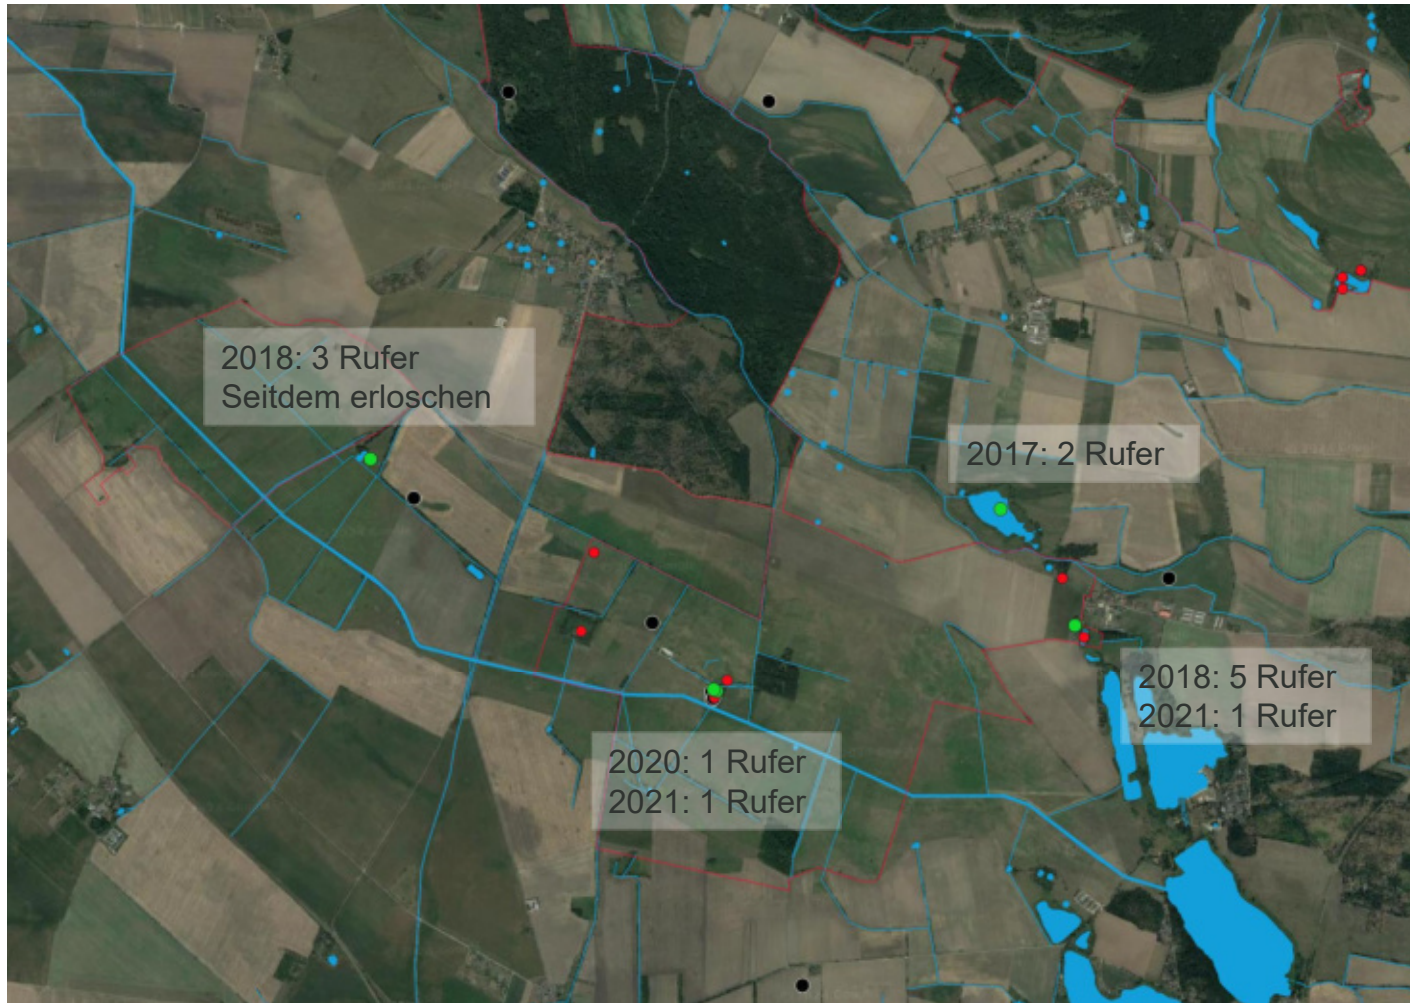 2018: 3 Rufer
Seitdem erloschen
2017: 2 Rufer
2018: 5 Rufer
2021: 1 Rufer
2020: 1 Rufer
2021: 1 Rufer